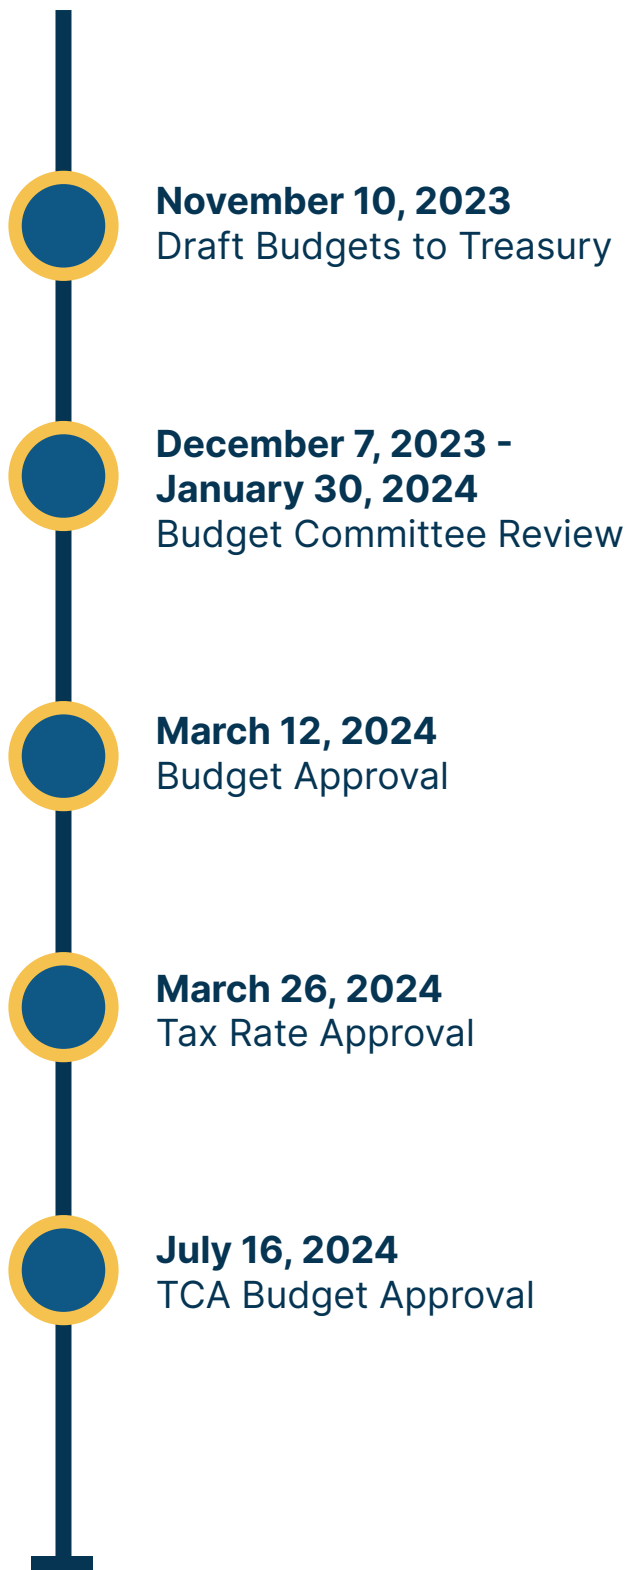 November 10, 2023
Draft Budgets to Treasury
December 7, 2023 -
January 30, 2024
Budget Committee Review
March 12, 2024
Budget Approval
March 26, 2024
Tax Rate Approval
July 16, 2024
TCA Budget Approval